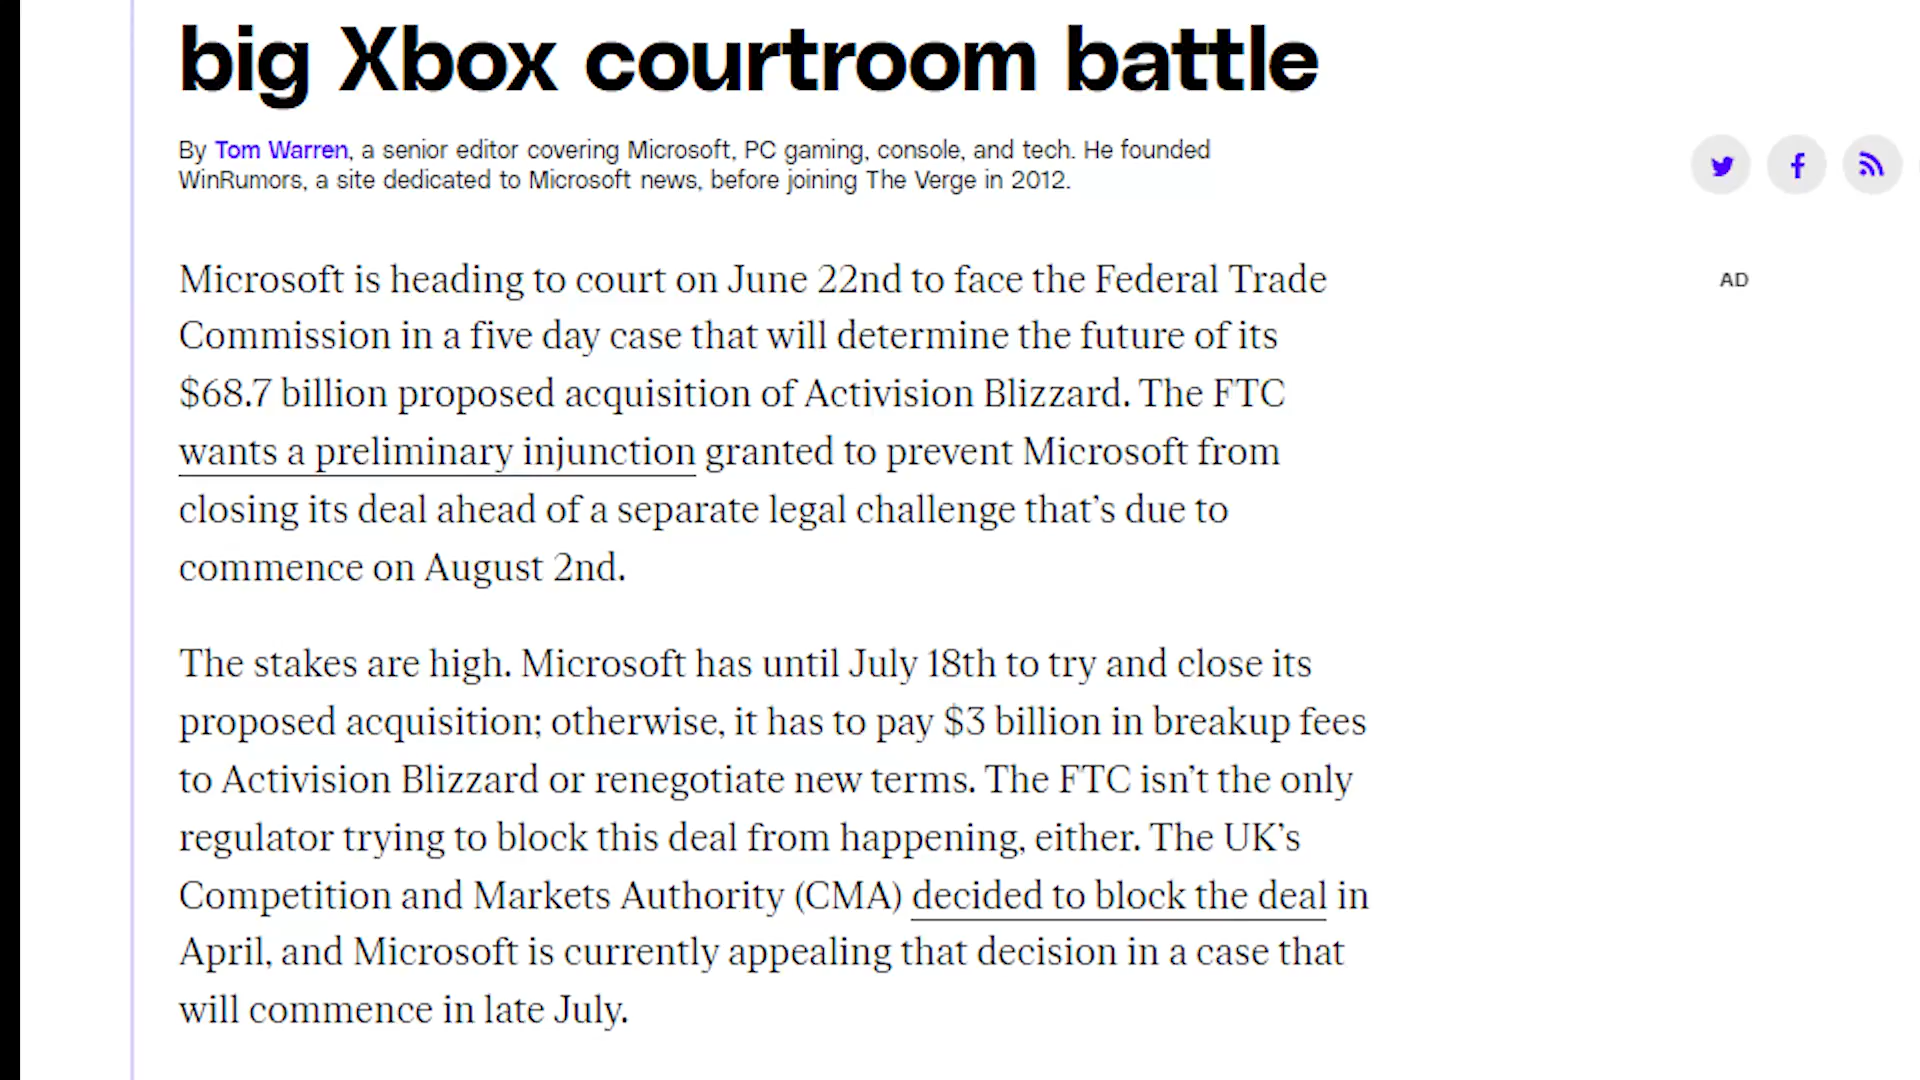 big Xbox courtroom battle
By Tom Warren, a senior editor covering Microsoft, PC gaming, console, and tech. He founded
WinRumors, a site dedicated to Microsoft news, before joining The Verge in 2012.
AD
Microsoft is heading to court on June 22nd to face the Federal Trade
Commission in a five day case that will determine the future of its
$68.7 billion proposed acquisition of Activision Blizzard. The FTC
wants a preliminary injunction granted to prevent Microsoft from
closing its deal ahead of a separate legal challenge that’s due to
commence on August 2nd.
The stakes are high. Microsoft has until July 18th to try and close its
proposed acquisition; otherwise, it has to pay $3 billion in breakup fees
to Activision Blizzard or renegotiate new terms. The FTC isn’t the only
regulator trying to block this deal from happening, either. The UK’s
Competition and Markets Authority (CMA) decided to block the deal in
April, and Microsoft is currently appealing that decision in a case that
will commence in late July.